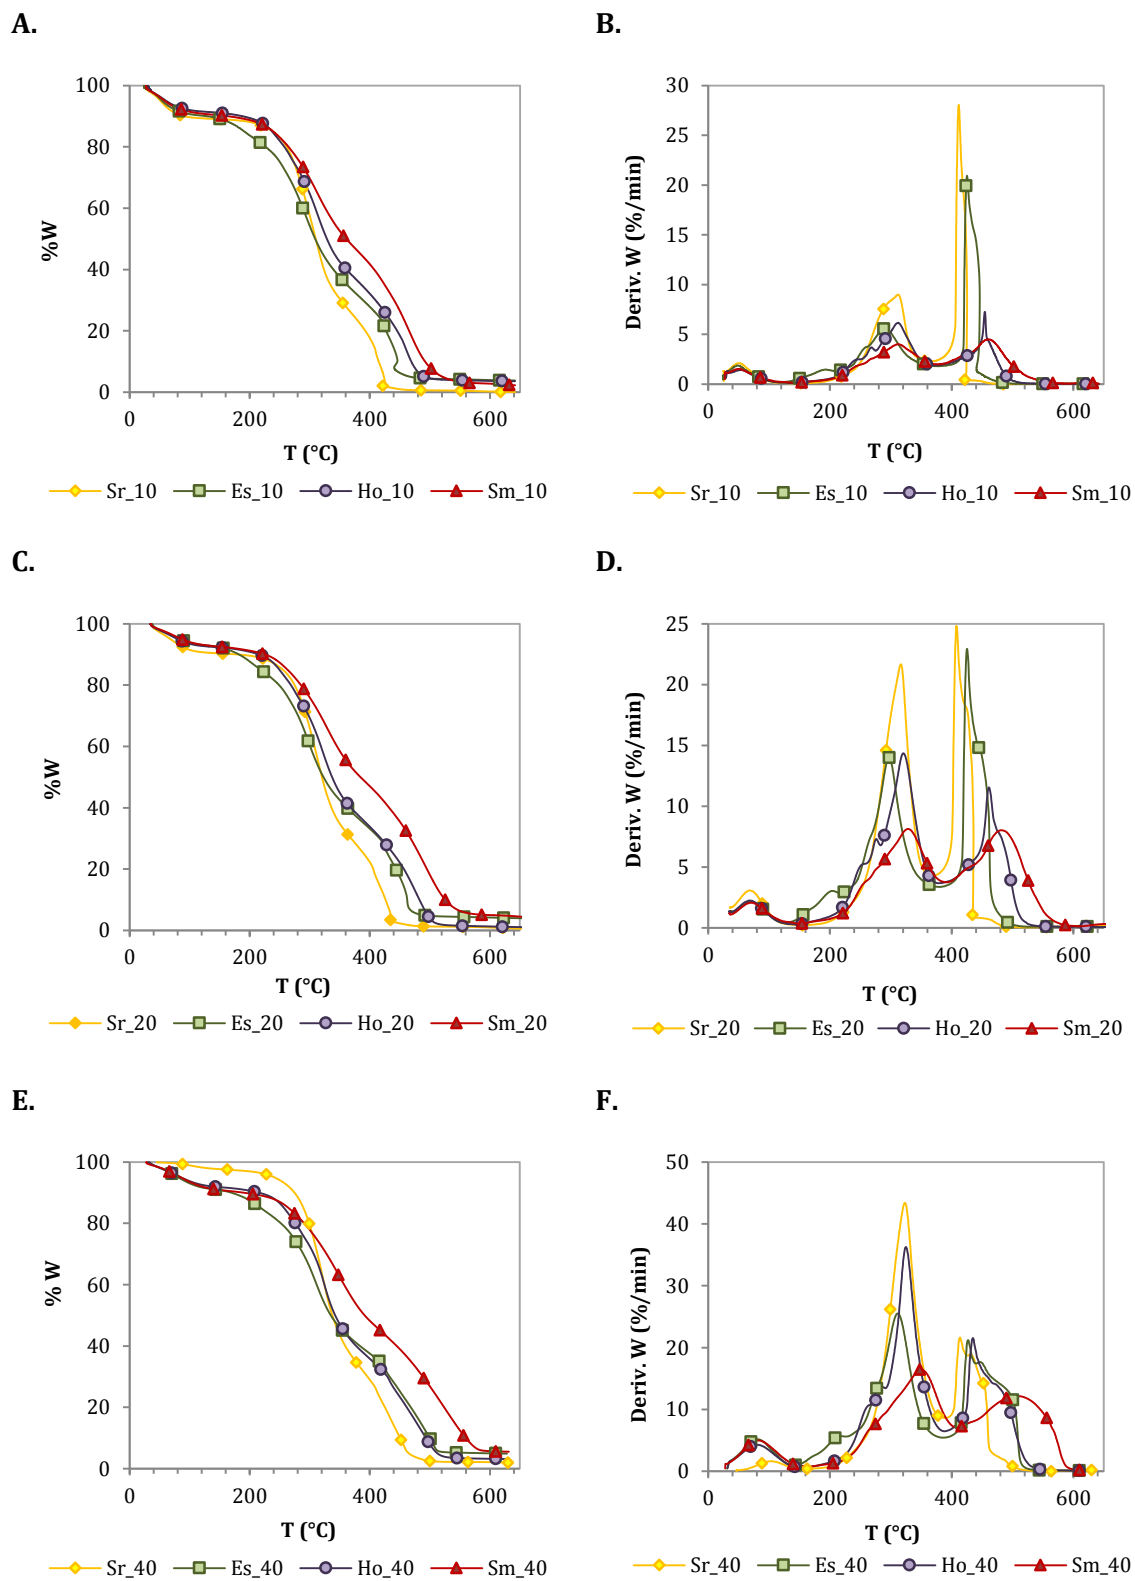 A.
B.
100
80
60
40
20
0
%W
0
200
400
600
T (°C)
Sr_10
Es_10
Ho_10
Sm_10
30
25
20
15
10
5
0
Deriv. W (%/min)
0
200
400
600
T (°C)
Sr_10
Es_10
Ho_10
Sm_10
C.
D.
100
80
60
40
20
0
%W
0
200
400
600
T (°C)
Sr_20
Es_20
Ho_20
Sm_20
25
20
15
10
5
0
Deriv. W (%/min)
0
200
400
600
T (°C)
Sr_20
Es_20
Ho_20
Sm_20
E.
F.
100
80
60
40
20
0
% W
0
200
400
600
T (°C)
Sr_40
Es_40
Ho_40
Sm_40
50
40
30
20
10
0
Deriv. W (%/min)
0
200
400
600
T (°C)
Sr_40
Es_40
Ho_40
Sm_40